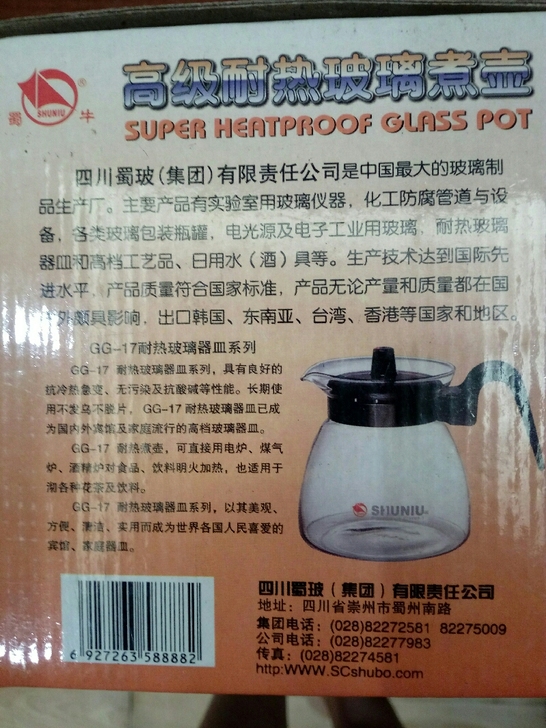 高级耐热玻璃煮壶
SHUNIU
®
蜀 牛
SUPER HEATPROOF GLASS POT
四川蜀玻(集团)有限责任公司是中国最大的玻璃制
品生产厂。主要产品有实验室用玻璃仪器,化工防腐管道与设
备,各类玻璃包装瓶罐,电光源及电子工业用玻璃,耐热玻璃
器皿和高档工艺品、日用水(酒)具等。生产技术达到国际先
进水平,产品质量符合国家标准,产品无论产量和质量都在国
外颇具影响,出口韩国、东南亚、台湾、香港等国家和地区。
GG-17耐热玻璃器皿系列
GG-17 耐热玻璃器皿系列,具有良好的
抗冷热急变、无污染及抗酸碱等性能。长期使
用不发乌不脱片,GG-17耐热玻璃器皿已成
为国内外宾馆及家庭流行的高档玻璃器皿。
GG-17 耐热煮壶,可直接用电炉、煤气
炉、酒精炉对食品、饮料明火加热,也适用于
沏各种花茶及饮料。
GG-17 耐热玻璃器皿系列,以其美观、
方便、清洁、实用而成为世界各国人民喜爱的
宾馆、家庭器皿。
SHUNIU
四川蜀玻(集团)有限责任公司
地址:四川省崇州市蜀州南路
集团电话:(028)82272581 82275009
公司电话:(028)82277983
传真:(028)82274581
http:WWW.SCshubo.com
6 927263 588882